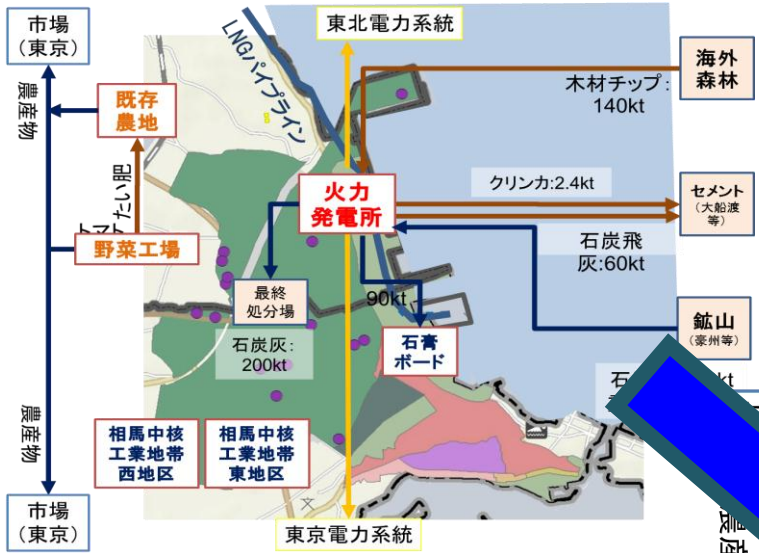 市場
(東京)
農産物
既存
農地
たい肥
トマト
野菜工場
農産物
市場
(東京)
LNGパイプライン
東北電力系統
火力
発電所
最終
処分場
石炭灰:
200kt
90kt
石膏
ボード
相馬中核
工業地帯
西地区
相馬中核
工業地帯
東地区
東京電力系統
木材チップ:
140kt
海外
森林
クリンカ:2.4kt
セメント
(大船渡
等)
石炭飛
灰:60kt
鉱山
(豪州等)